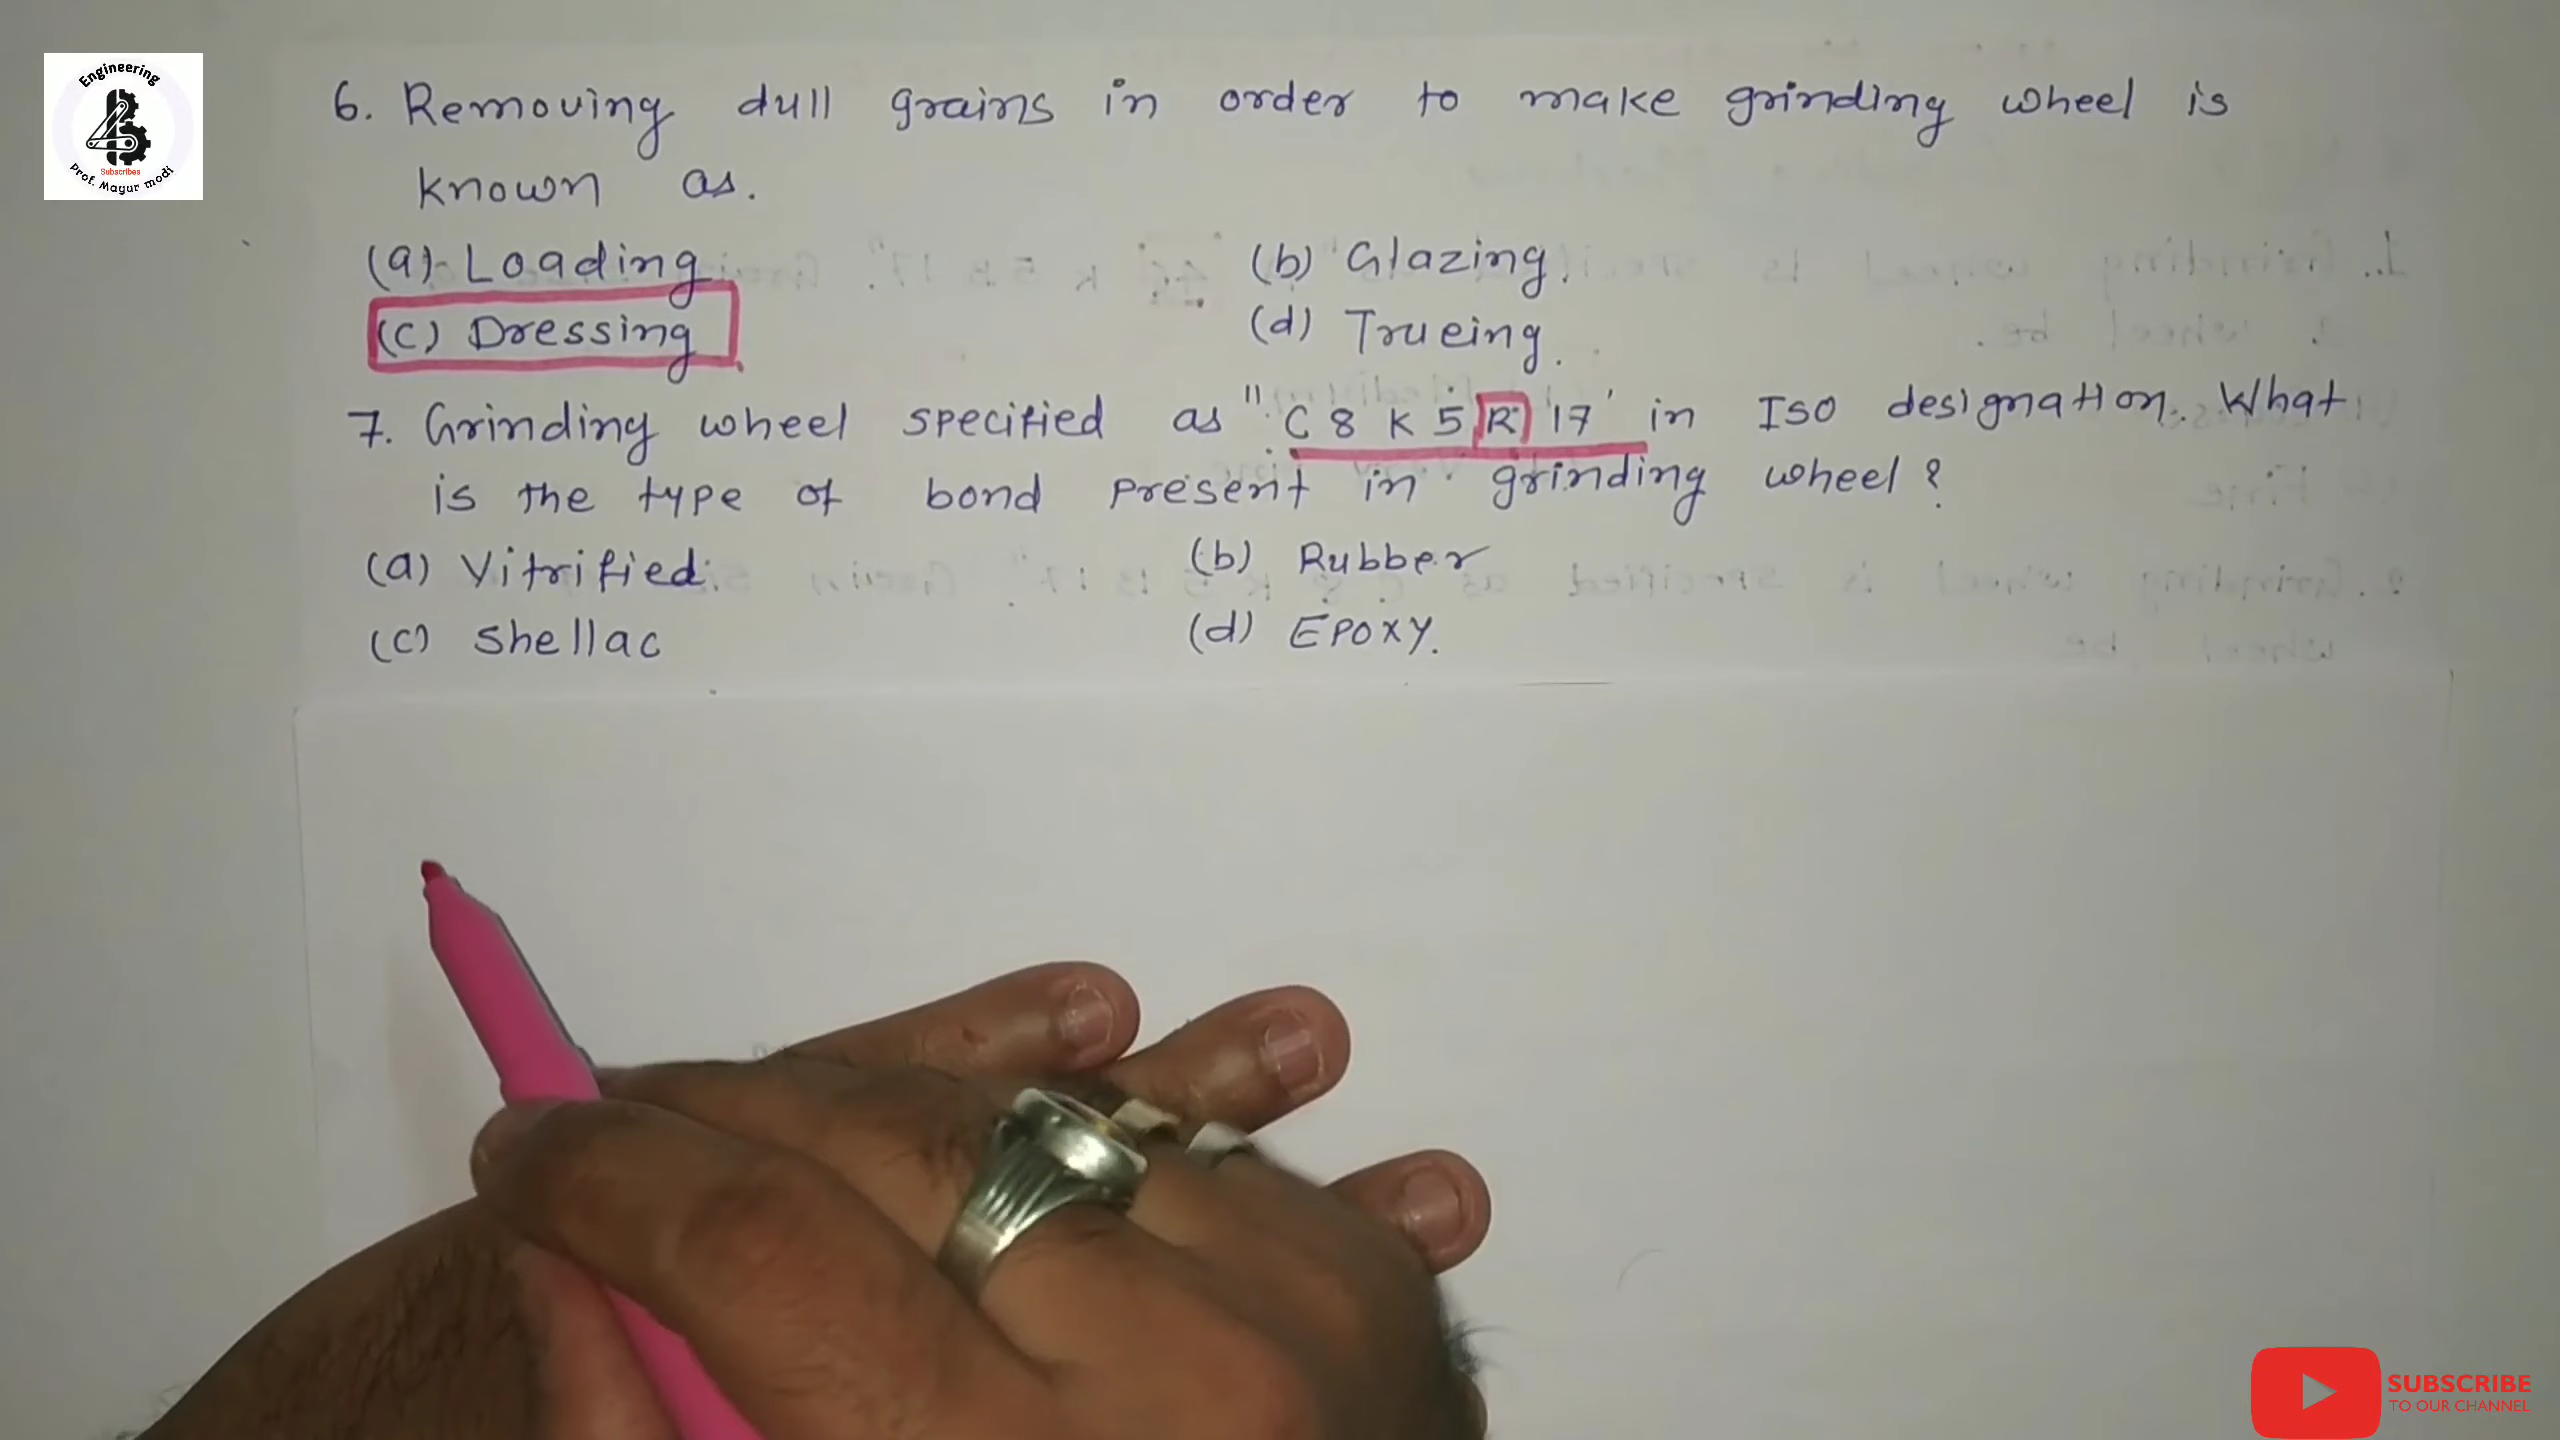 Engineering
Subscribes
Prof. Mayur modi
6. Removing dull grains in order to make grinding wheel is
known as.
(a) Loading (b) Glazing.
(c) Dressing (d) Trueing.
7. Grinding wheel specified as "C 8 K 5 R 17' in ISO designation. What
is the type of bond present in grinding wheel?
(a) Vitrified. (b) Rubber
(c) Shellac (d) EPOXY.
SUBSCRIBE
TO OUR CHANNEL